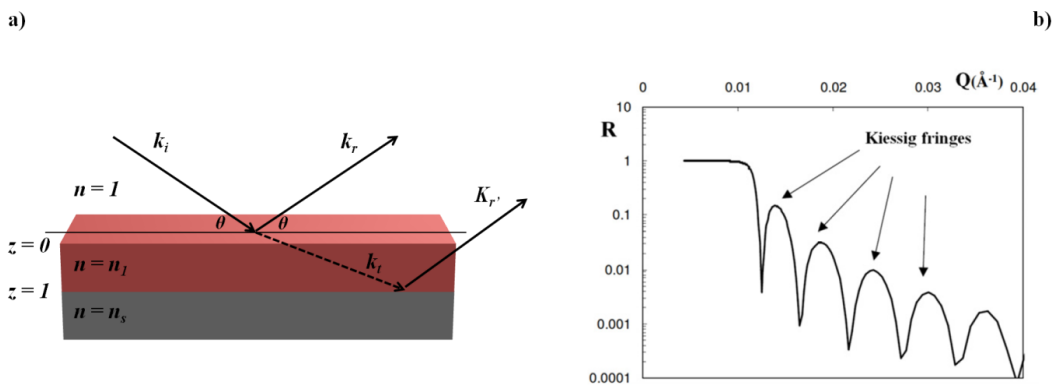 a)
b)
k_i
k_r
K_r'
n = 1
θ
θ
z = 0
n = n_1
k_t
z = 1
n = n_s
Q(Å⁻¹)
0
0.01
0.02
0.03
0.04
R
10
1
0.1
0.01
0.001
0.0001
Kiessig fringes